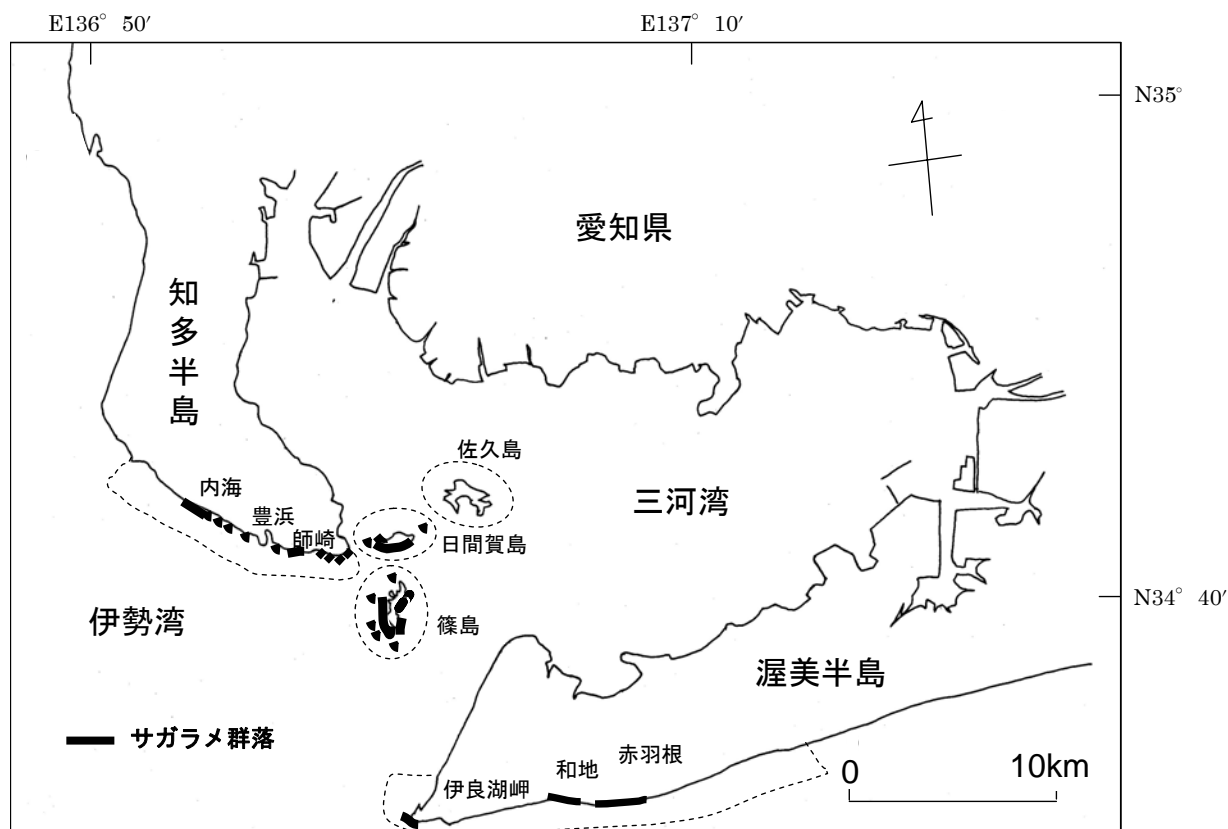 E136° 50′
E137° 10′
N35°
愛知県
知多半島
佐久島
内海
三河湾
豊浜
師崎
日間賀島
N34° 40′
伊勢湾
篠島
渥美半島
サガラメ群落
赤羽根
和地
伊良湖岬
0
10km